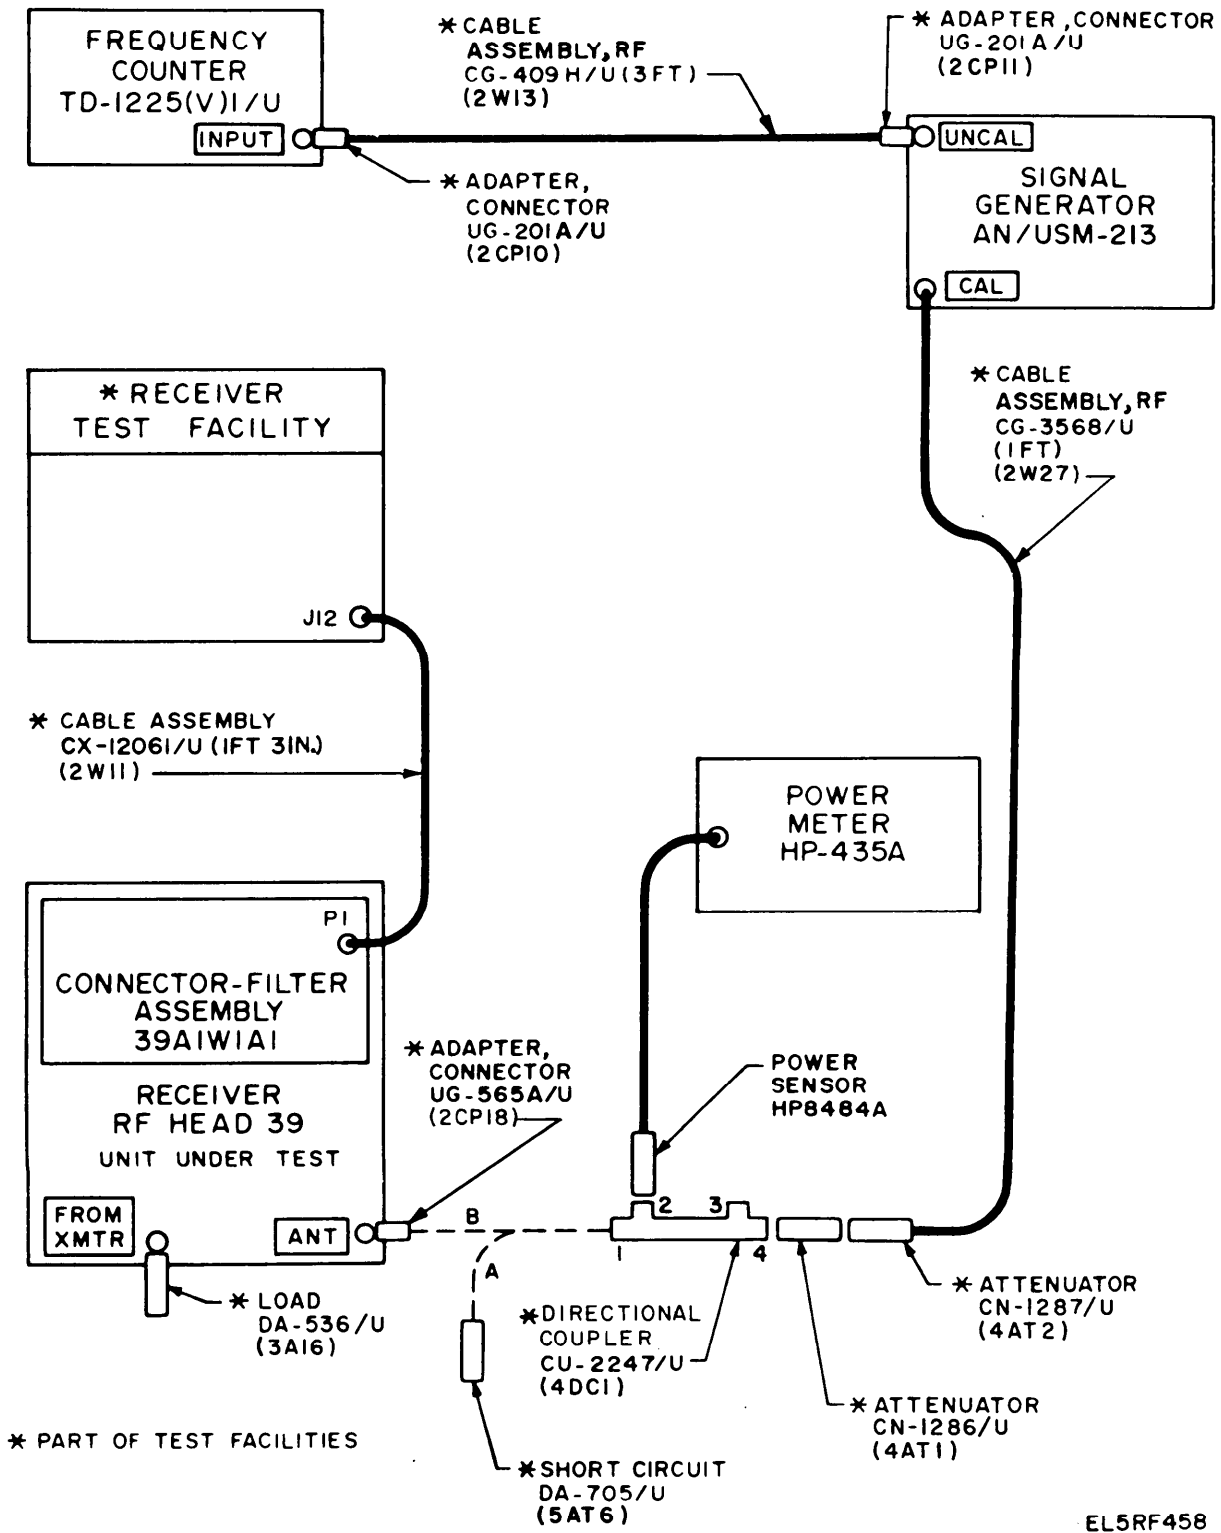 FREQUENCY
COUNTER
TD-1225(V)1/U
INPUT
* CABLE
ASSEMBLY, RF
CG-409H/U (3FT)
(2W13)
* ADAPTER, CONNECTOR
UG-201A/U
(2CP11)
* ADAPTER,
CONNECTOR
UG-201A/U
(2CP10)
UNCAL
SIGNAL
GENERATOR
AN/USM-213
CAL
* CABLE
ASSEMBLY, RF
CG-3568/U
(1FT)
(2W27)
* RECEIVER
TEST FACILITY
J12
* CABLE ASSEMBLY
CX-12061/U (1FT 3IN.)
(2W11)
POWER
METER
HP-435A
P1
CONNECTOR-FILTER
ASSEMBLY
39A1W1A1
RECEIVER
RF HEAD 39
UNIT UNDER TEST
FROM
XMTR
ANT
* ADAPTER,
CONNECTOR
UG-565A/U
(2CP18)
POWER
SENSOR
HP8484A
B
A
2
3
1
4
* LOAD
DA-536/U
(3A16)
* DIRECTIONAL
COUPLER
CU-2247/U
(4DC1)
* ATTENUATOR
CN-1287/U
(4AT2)
* ATTENUATOR
CN-1286/U
(4AT1)
* PART OF TEST FACILITIES
* SHORT CIRCUIT
DA-705/U
(5AT6)
EL5RF458